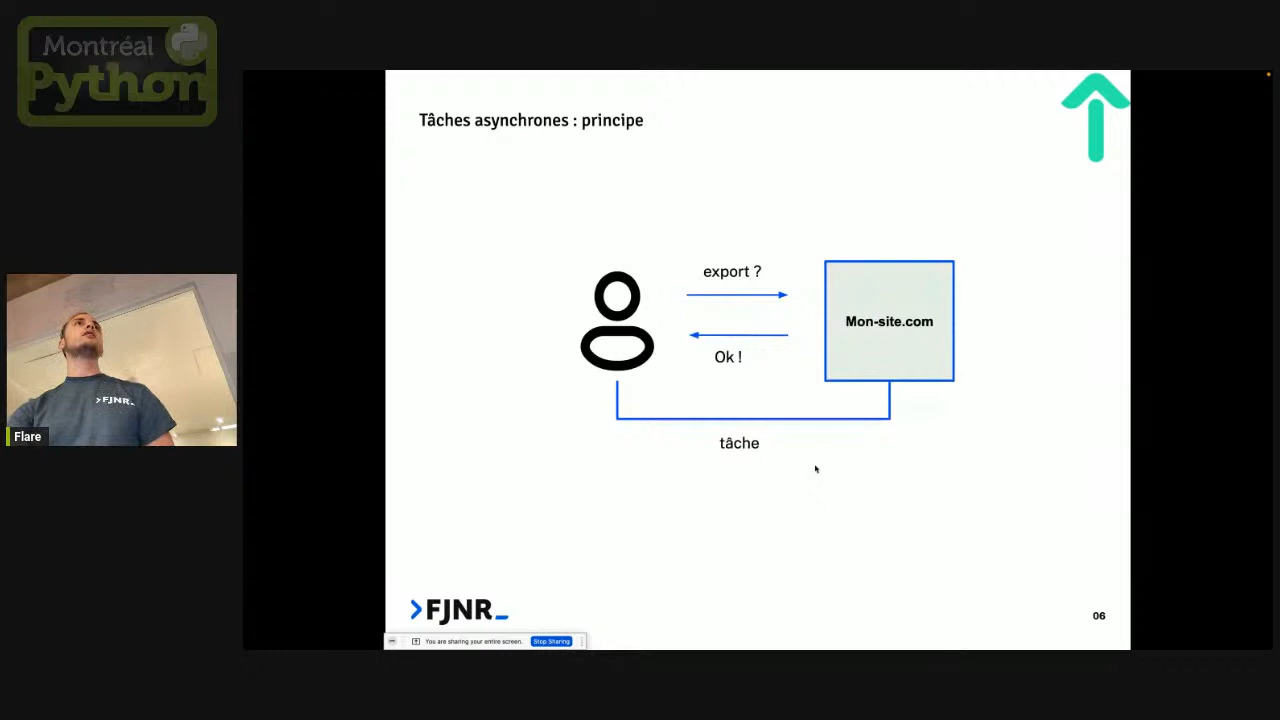 Montréal
Python
Tâches asynchrones : principe
export ?
Mon-site.com
Ok !
tâche
>FJNR_
Flare
>FJNR_
06
You are sharing your entire screen.
Stop Sharing